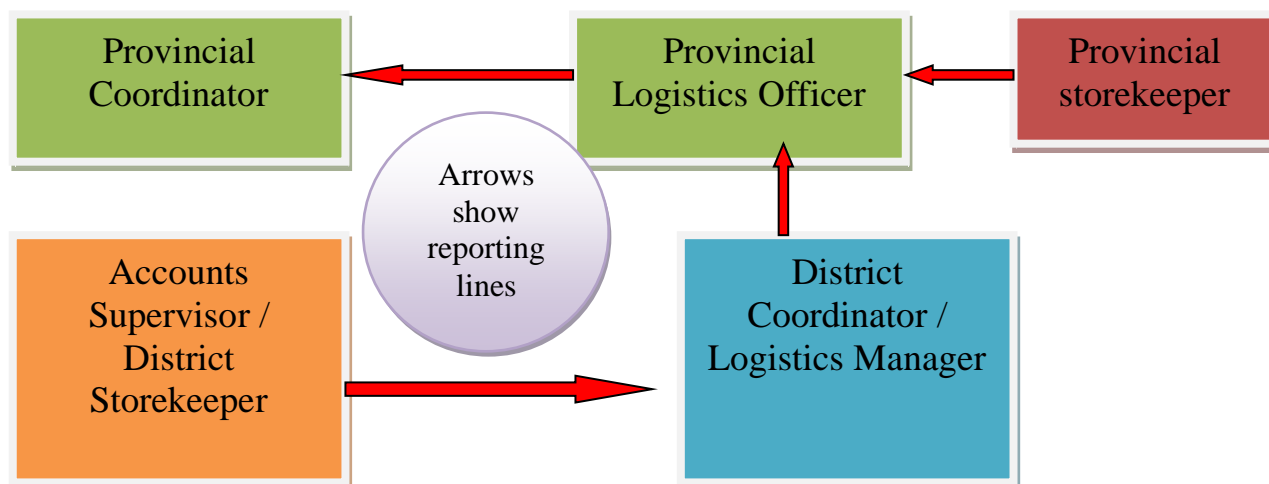 Provincial
Coordinator
Provincial
Logistics Officer
Provincial
storekeeper
Arrows
show
reporting
lines
Accounts
Supervisor /
District
Storekeeper
District
Coordinator /
Logistics Manager